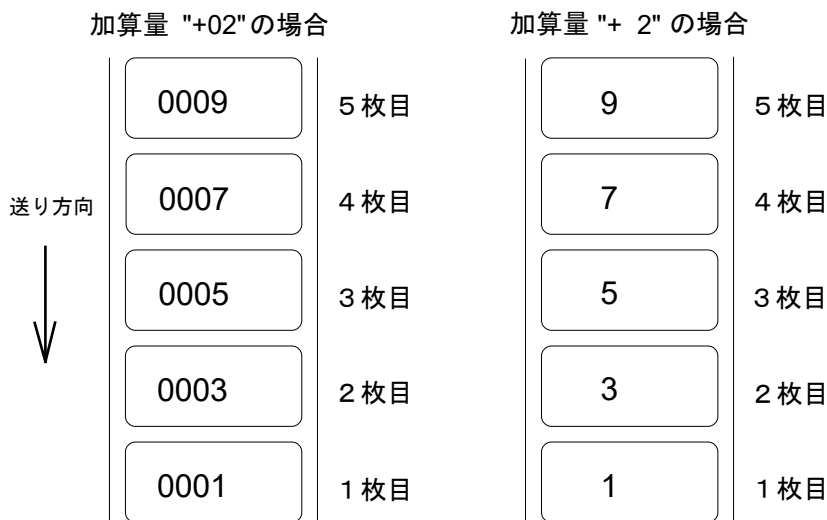 加算量 "+02"の場合
加算量 "+ 2" の場合
0009
5枚目
9
5枚目
0007
4枚目
7
4枚目
送り方向
0005
3枚目
5
3枚目
0003
2枚目
3
2枚目
0001
1枚目
1
1枚目